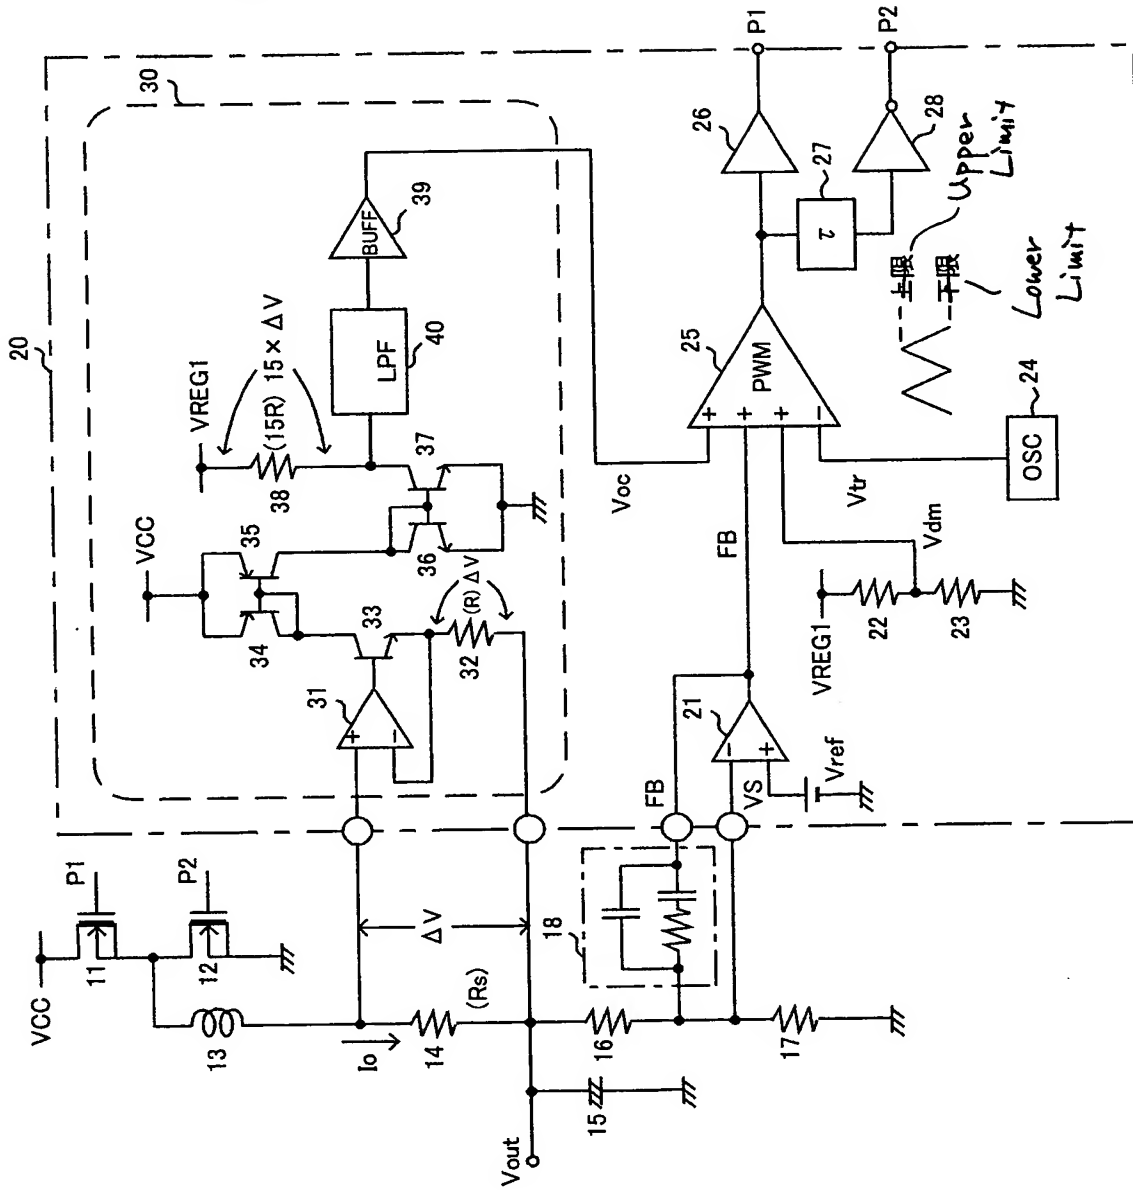 20
30
VCC
VREG1
34
35
38
(15R)
15 × ΔV
31
33
36
37
32
(R)
ΔV
LPF
40
BUFF
39
VCC
11
P1
12
P2
13
Io
14
(Rs)
ΔV
Vout
15
16
17
18
FB
VS
21
Vref
FB
Voc
VREG1
22
23
Vdm
Vtr
OSC
24
PWM
25
26
τ
27
28
P1
P2
上限
下限
Upper
Limit
Lower
Limit
+
−
−
+
+
+
+
−